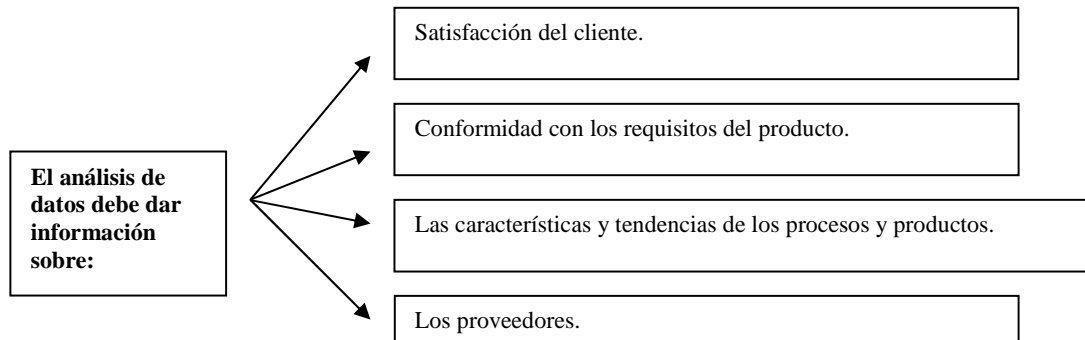 Satisfacción del cliente.
Conformidad con los requisitos del producto.
El análisis de
datos debe dar
información
sobre:
Las características y tendencias de los procesos y productos.
Los proveedores.